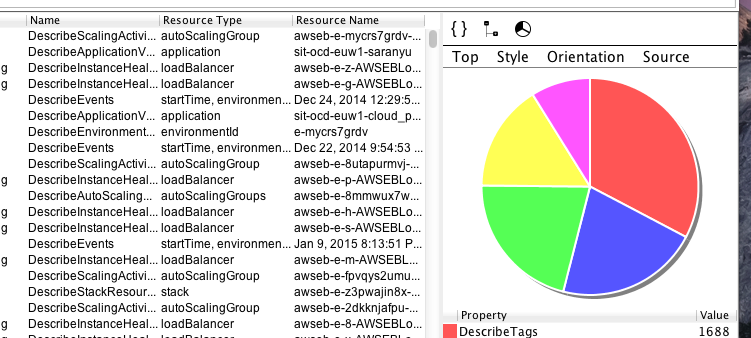 Name Resource Type Resource Name
DescribeScalingActivi... autoScalingGroup awseb-e-mycrs7grdv-...
DescribeApplicationV... application sit-ocd-euw1-saranyu
g DescribeInstanceHeal... loadBalancer awseb-e-z-AWSEBLo...
g DescribeInstanceHeal... loadBalancer awseb-e-g-AWSEBLo...
DescribeEvents startTime, environmen... Dec 24, 2014 12:29:5...
DescribeApplicationV... application sit-ocd-euw1-cloud_p...
DescribeEnvironment... environmentId e-mycrs7grdv
DescribeEvents startTime, environmen... Dec 22, 2014 9:54:53 ...
DescribeScalingActivi... autoScalingGroup awseb-e-8utapurmvj-...
g DescribeInstanceHeal... loadBalancer awseb-e-p-AWSEBLo...
DescribeAutoScaling... autoScalingGroups awseb-e-8mmwux7w...
g DescribeInstanceHeal... loadBalancer awseb-e-h-AWSEBLo...
g DescribeInstanceHeal... loadBalancer awseb-e-s-AWSEBLo...
DescribeEvents startTime, environmen... Jan 9, 2015 8:13:51 P...
g DescribeInstanceHeal... loadBalancer awseb-e-m-AWSEBL...
DescribeScalingActivi... autoScalingGroup awseb-e-fpvqys2umu...
DescribeStackResour... stack awseb-e-z3pwajin8x-...
DescribeScalingActivi... autoScalingGroup awseb-e-2dkknjafpu-...
g DescribeInstanceHeal... loadBalancer awseb-e-8-AWSEBLo...
{ }
Top Style Orientation Source
Property Value
DescribeTags 1688